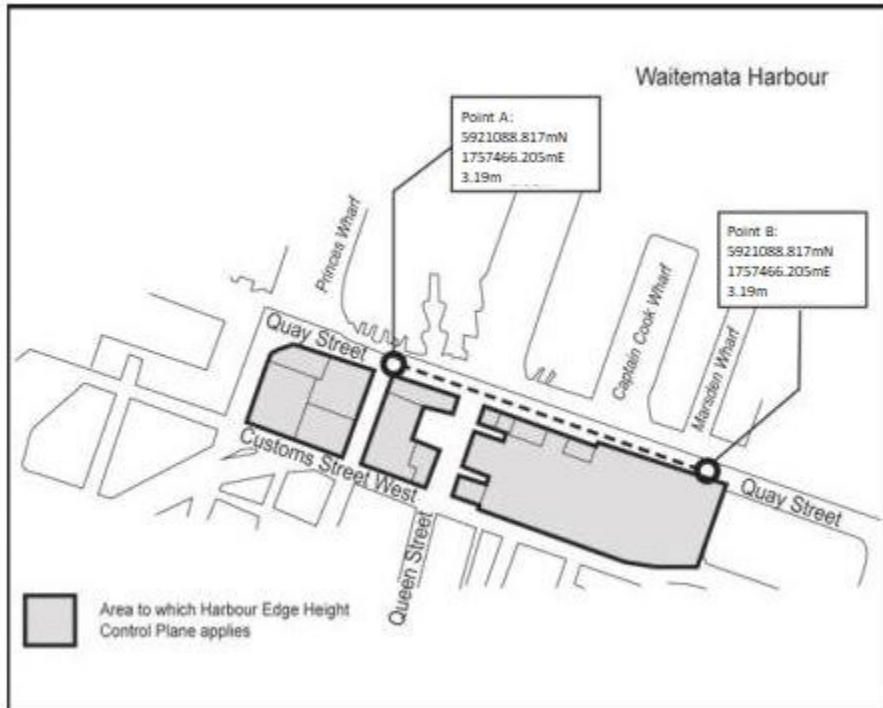 Waitemata Harbour
Point A:
5921088.817mN
1757466.205mE
3.19m
Point B:
5921088.817mN
1757466.205mE
3.19m
Princes Wharf
Captain Cook Wharf
Marsden Wharf
Quay Street
Quay Street
Customs Street West
Queen Street
Area to which Harbour Edge Height
Control Plane applies